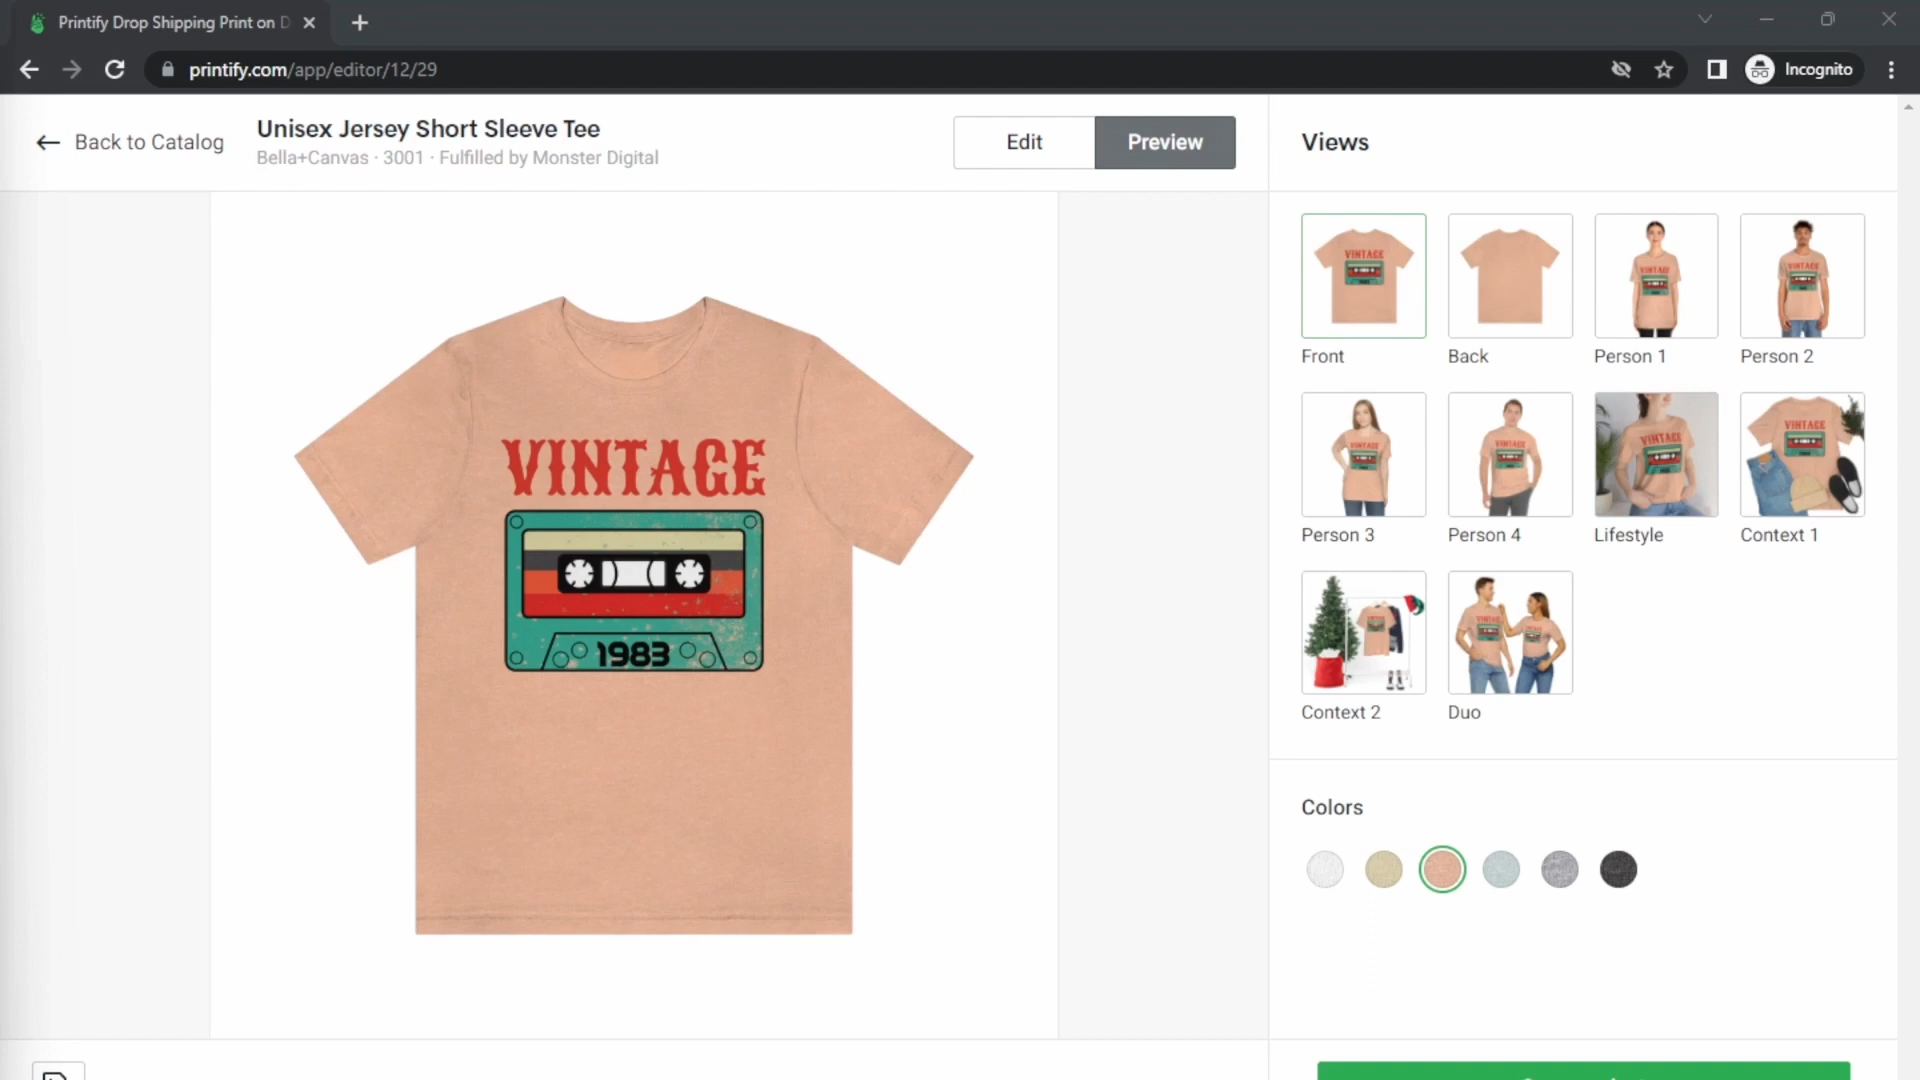 Printify Drop Shipping Print on D
printify.com/app/editor/12/29
Incognito
Back to Catalog
Unisex Jersey Short Sleeve Tee
Bella+Canvas · 3001 · Fulfilled by Monster Digital
Edit
Preview
Views
VINTAGE
1983
Front
Back
Person 1
Person 2
Person 3
Person 4
Lifestyle
Context 1
Context 2
Duo
Colors